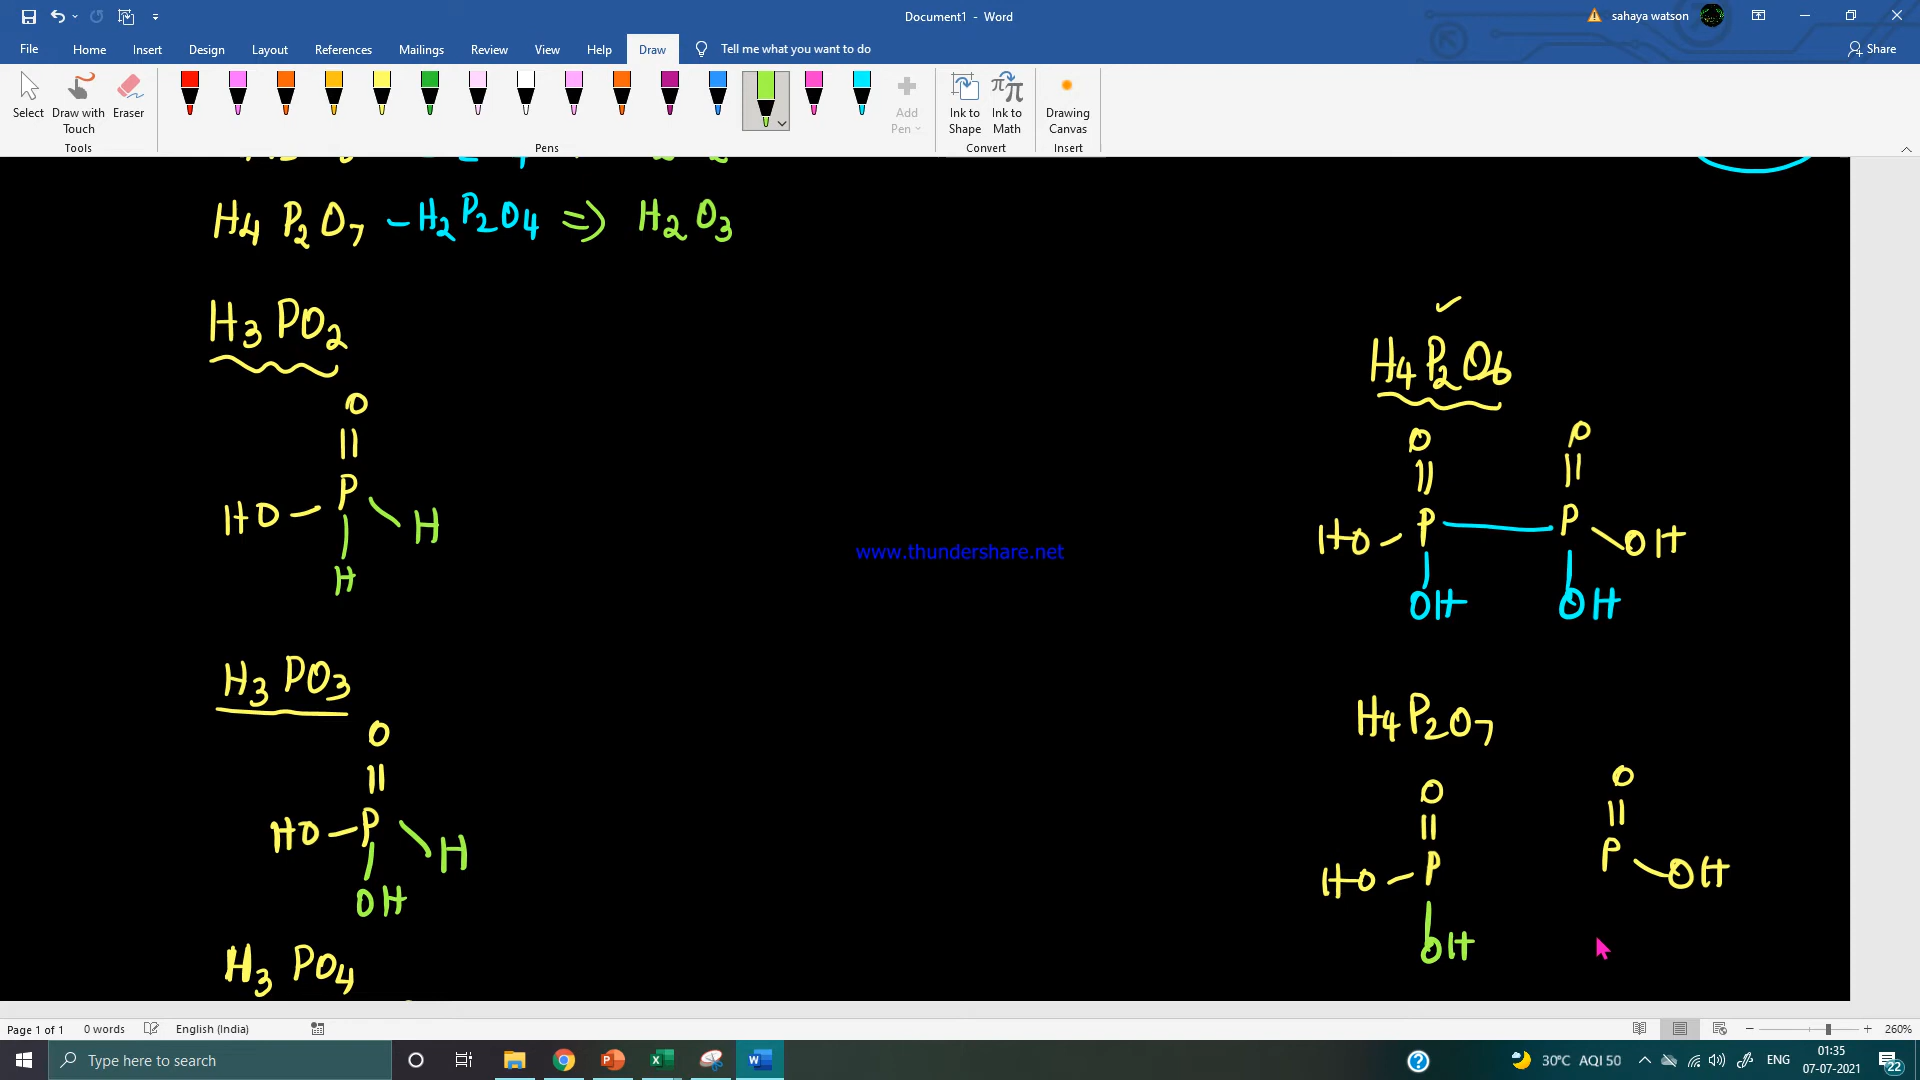 Document1 - Word
sahaya watson
File Home Insert Design Layout References Mailings Review View Help Draw Tell me what you want to do
Share
Select Draw with Touch Eraser
Add Pen
Ink to Shape Ink to Math
Drawing Canvas
Tools Pens Convert Insert
H4 P2 O7 - H2 P2 O4 => H2 O3
H3 PO2
O
||
HO - P \ H
|
H
H3 PO3
O
||
HO - P \ H
|
OH
H3 PO4
H4 P2 O6
O O
|| ||
HO - P - P \ OH
| |
OH OH
H4 P2 O7
O O
|| ||
HO - P P \ OH
|
OH
www.thundershare.net
Page 1 of 1 0 words English (India) 260%
Type here to search
30°C AQI 50 ENG 01:35
07-07-2021 22